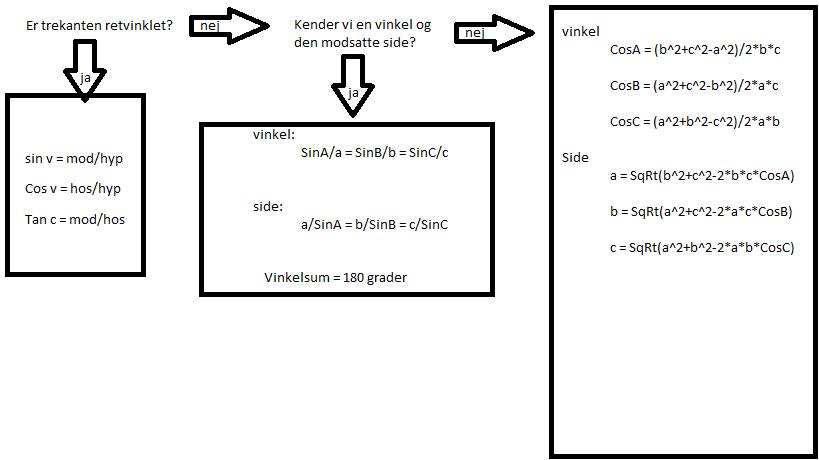 Er trekanten retvinklet?
nej
ja
sin v = mod/hyp
Cos v = hos/hyp
Tan c = mod/hos
Kender vi en vinkel og
den modsatte side?
nej
ja
vinkel:
SinA/a = SinB/b = SinC/c
side:
a/SinA = b/SinB = c/SinC
Vinkelsum = 180 grader
vinkel
CosA = (b^2+c^2-a^2)/2*b*c
CosB = (a^2+c^2-b^2)/2*a*c
CosC = (a^2+b^2-c^2)/2*a*b
Side
a = SqRt(b^2+c^2-2*b*c*CosA)
b = SqRt(a^2+c^2-2*a*c*CosB)
c = SqRt(a^2+b^2-2*a*b*CosC)